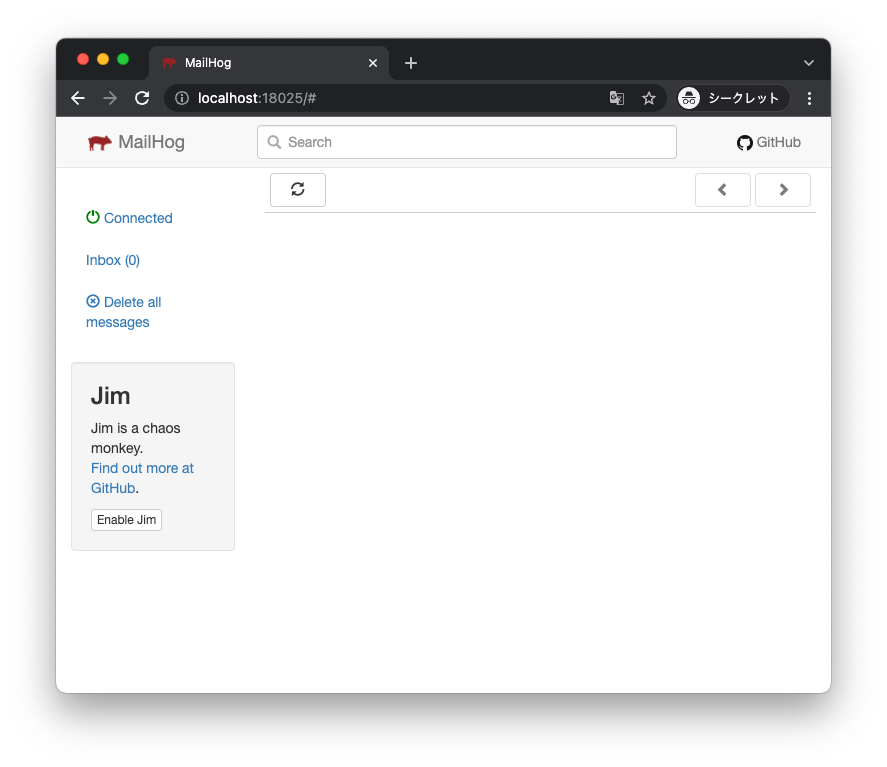 MailHog
localhost:18025/#
シークレット
MailHog
Search
GitHub
Connected
Inbox (0)
Delete all
messages
Jim
Jim is a chaos
monkey.
Find out more at
GitHub.
Enable Jim